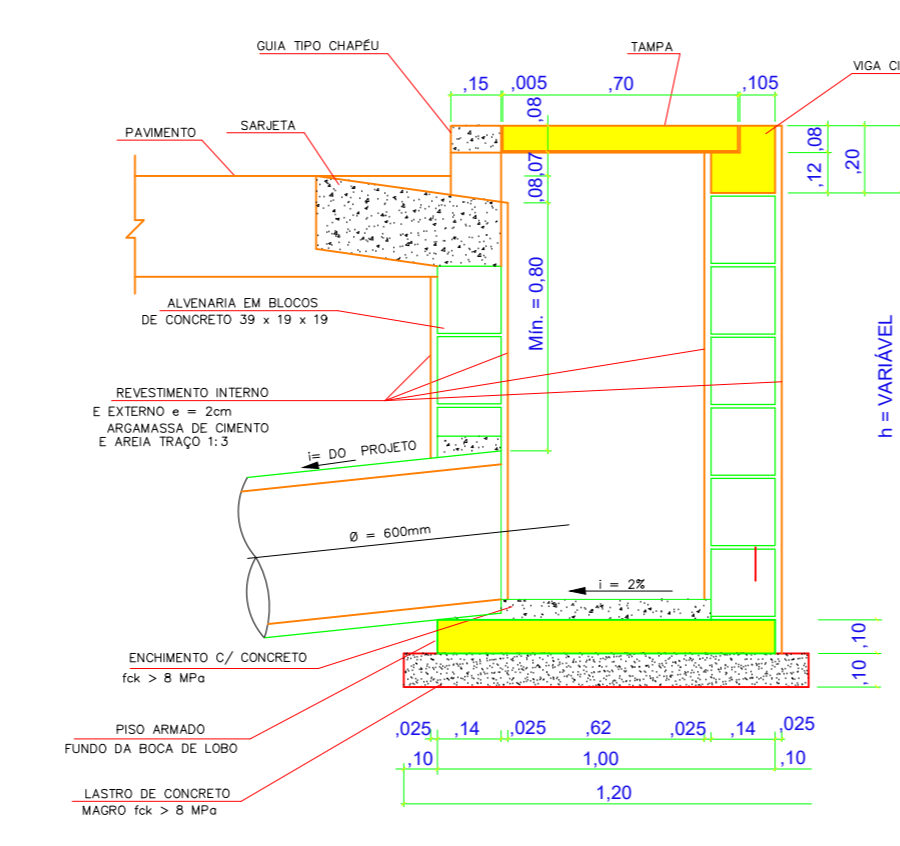 GUIA TIPO CHAPÉU
TAMPA
VIGA CI
,15
,005
,70
,105
,08
PAVIMENTO
SARJETA
,08
,12
,20
,07
,08
Mín. = 0,80
ALVENARIA EM BLOCOS
DE CONCRETO 39 x 19 x 19
h = VARIÁVEL
REVESTIMENTO INTERNO
E EXTERNO e = 2cm
ARGAMASSA DE CIMENTO
E AREIA TRAÇO 1:3
i= DO PROJETO
Ø = 600mm
i = 2%
ENCHIMENTO C/ CONCRETO
fck > 8 MPa
,10
,10
PISO ARMADO
FUNDO DA BOCA DE LOBO
,025
,14
,025
,62
,025
,14
,025
,10
1,00
,10
LASTRO DE CONCRETO
MAGRO fck > 8 MPa
1,20